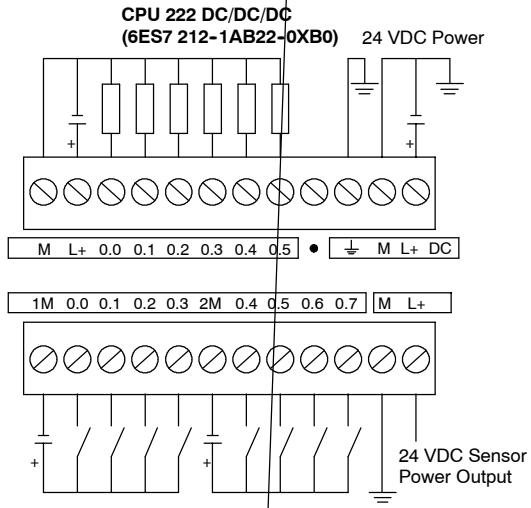 CPU 222 DC/DC/DC
(6ES7 212-1AB22-0XB0)
24 VDC Power
+ +
M L+ 0.0 0.1 0.2 0.3 0.4 0.5 ● ⏚ M L+ DC
1M 0.0 0.1 0.2 0.3 2M 0.4 0.5 0.6 0.7 M L+
+ +
24 VDC Sensor
Power Output